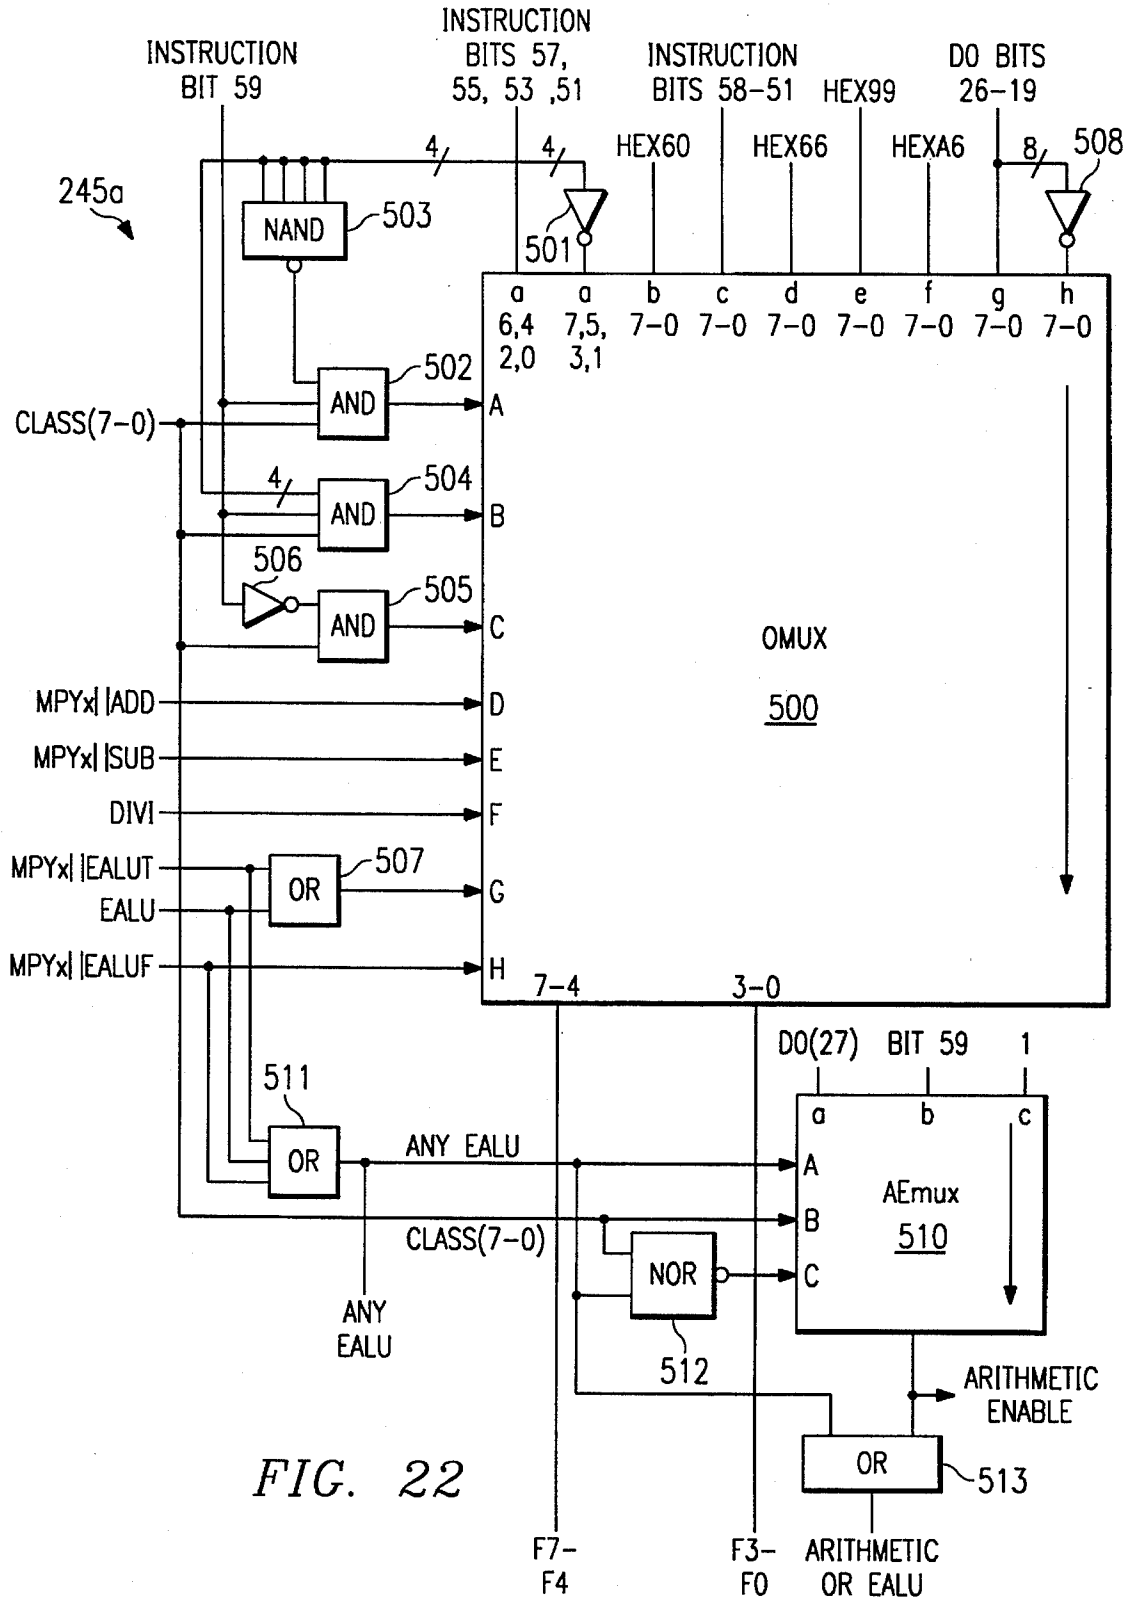 INSTRUCTION
BIT 59
INSTRUCTION
BITS 57,
55, 53 ,51
INSTRUCTION
BITS 58-51
HEX99
DO BITS
26-19
4
4
HEX60
HEX66
HEXA6
8
508
245a
NAND
503
501
a
a
b
c
d
e
f
g
h
6,4
2,0
7,5,
3,1
7-0
7-0
7-0
7-0
7-0
7-0
7-0
502
AND
A
CLASS(7-0)
4
504
AND
B
506
505
AND
C
OMUX
500
MPYx||ADD
D
MPYx||SUB
E
DIVI
F
MPYx||EALUT
507
OR
G
EALU
MPYx||EALUF
H
7-4
3-0
DO(27)
BIT 59
1
a
b
c
511
OR
ANY EALU
A
AEmux
510
B
CLASS(7-0)
NOR
C
512
ANY
EALU
ARITHMETIC
ENABLE
OR
513
FIG. 22
F7-
F4
F3-
F0
ARITHMETIC
OR EALU